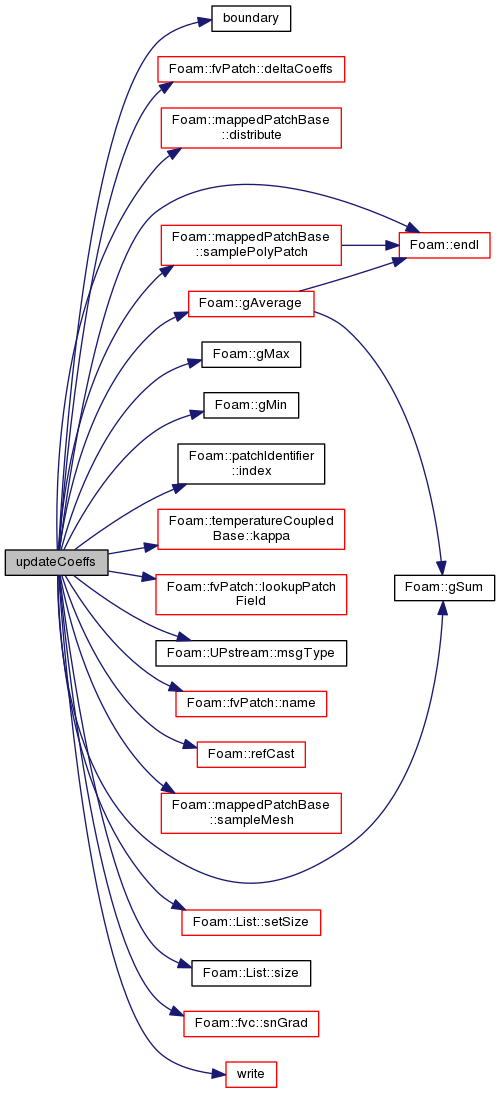 boundary
Foam::fvPatch::deltaCoeffs
Foam::mappedPatchBase
::distribute
Foam::mappedPatchBase
::samplePolyPatch
Foam::endl
Foam::gAverage
Foam::gMax
Foam::gMin
Foam::patchIdentifier
::index
Foam::temperatureCoupled
Base::kappa
updateCoeffs
Foam::fvPatch::lookupPatch
Field
Foam::gSum
Foam::UPstream::msgType
Foam::fvPatch::name
Foam::refCast
Foam::mappedPatchBase
::sampleMesh
Foam::List::setSize
Foam::List::size
Foam::fvc::snGrad
write